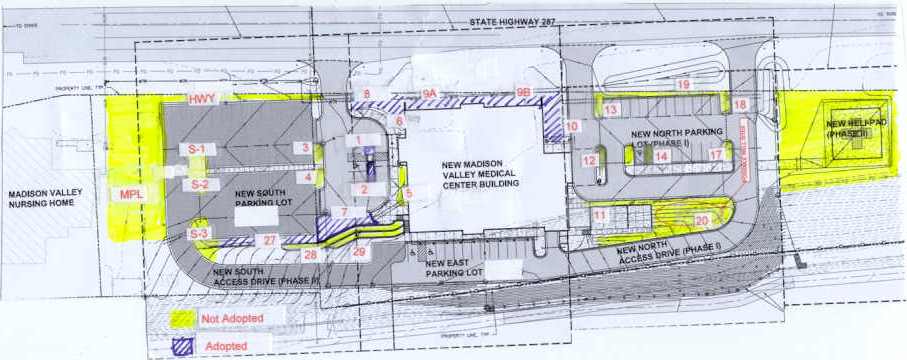 STATE HIGHWAY 287
PROPERTY LINE, TYP.
HWY
8
9A
9B
19
6
10
13
18
S-1
3
1
NEW NORTH PARKING
LOT (PHASE I)
NEW HELIPAD
(PHASE II)
S-2
4
2
5
NEW MADISON
VALLEY MEDICAL
CENTER BUILDING
12
14
17
MADISON VALLEY
NURSING HOME
MPL
NEW SOUTH
PARKING LOT
7
11
20
S-3
27
28
29
NEW NORTH
ACCESS DRIVE (PHASE I)
NEW EAST
PARKING LOT
NEW SOUTH
ACCESS DRIVE (PHASE II)
Not Adopted
PROPERTY LINE, TYP.
Adopted